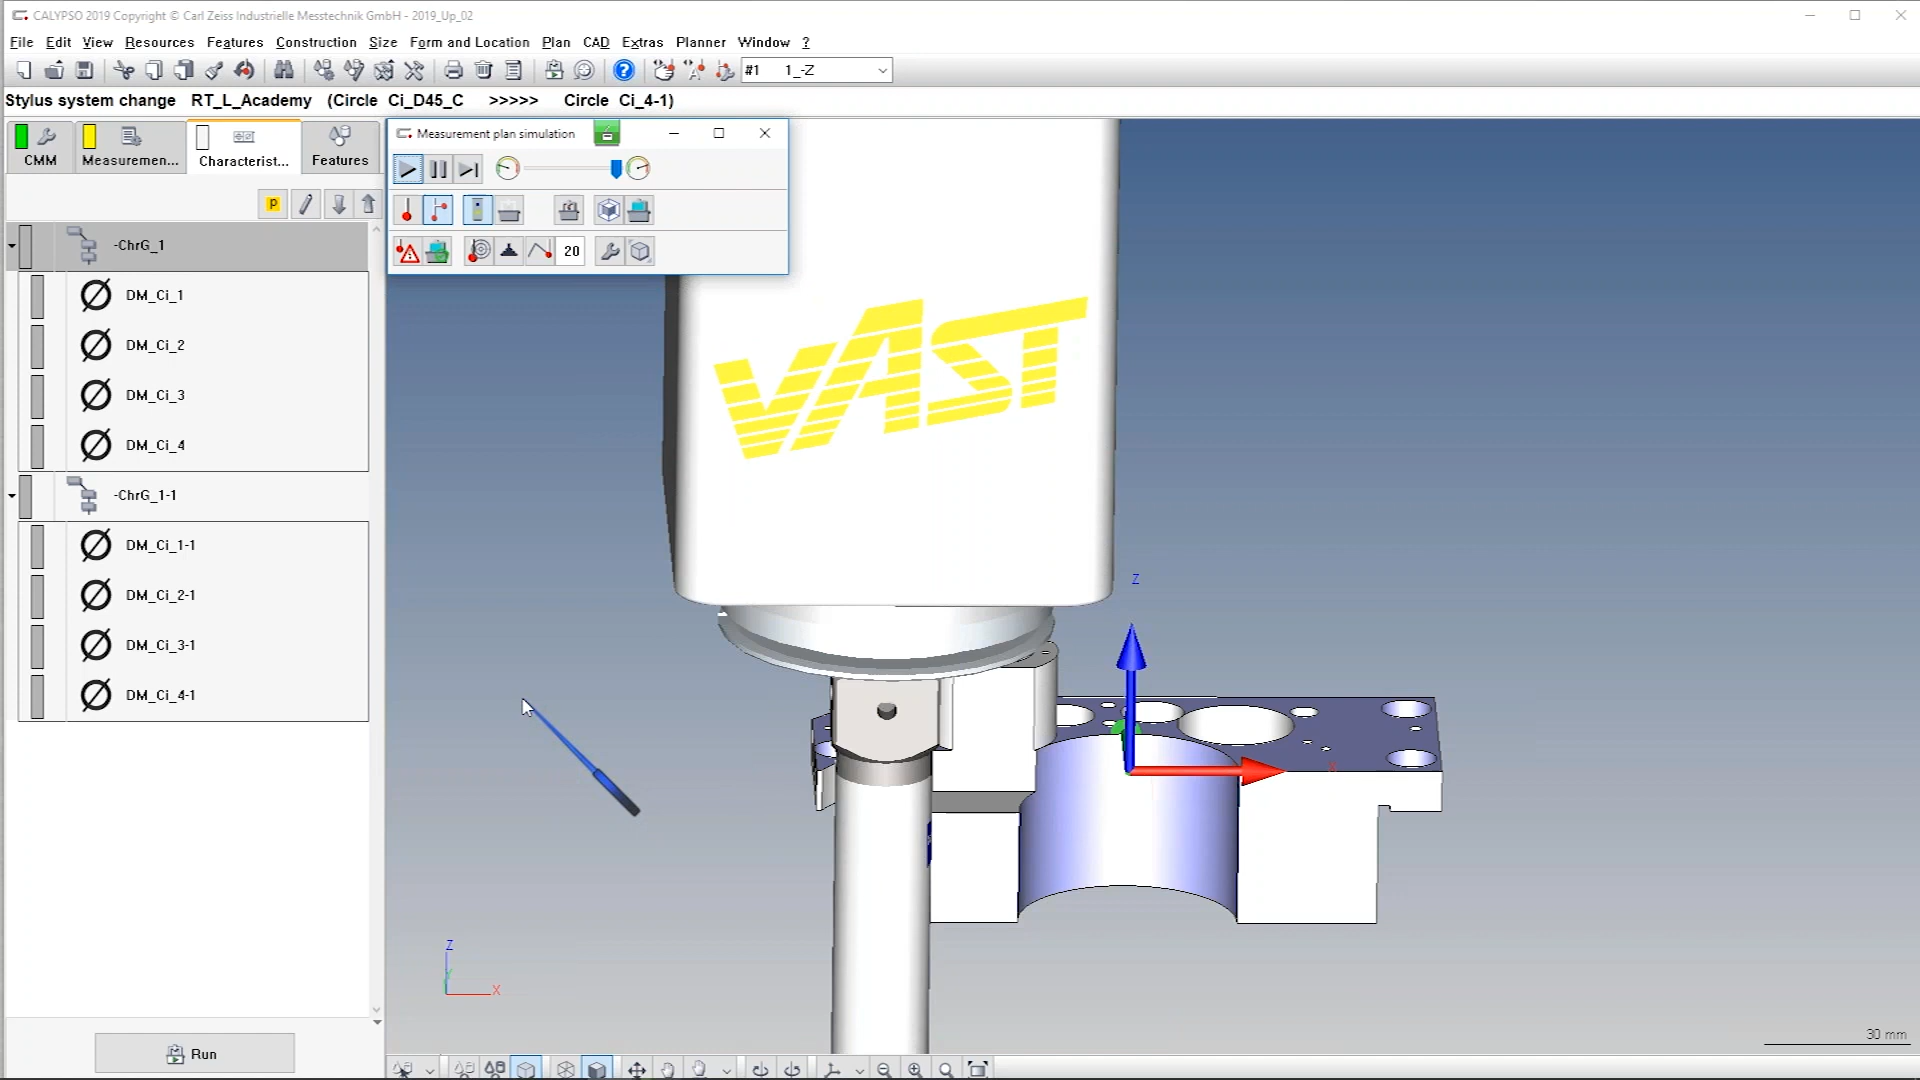 CALYPSO 2019 Copyright © Carl Zeiss Industrielle Messtechnik GmbH - 2019_Up_02
File Edit View Resources Features Construction Size Form and Location Plan CAD Extras Planner Window ?
#1 1_-Z
Stylus system change RT_L_Academy (Circle Ci_D45_C >>>>> Circle Ci_4-1)
CMM Measuremen... Characterist... Features
Measurement plan simulation
P
20
-ChrG_1
DM_Ci_1
DM_Ci_2
DM_Ci_3
DM_Ci_4
-ChrG_1-1
DM_Ci_1-1
DM_Ci_2-1
DM_Ci_3-1
DM_Ci_4-1
Run
VAST
Z
X
Z
Y
X
30 mm